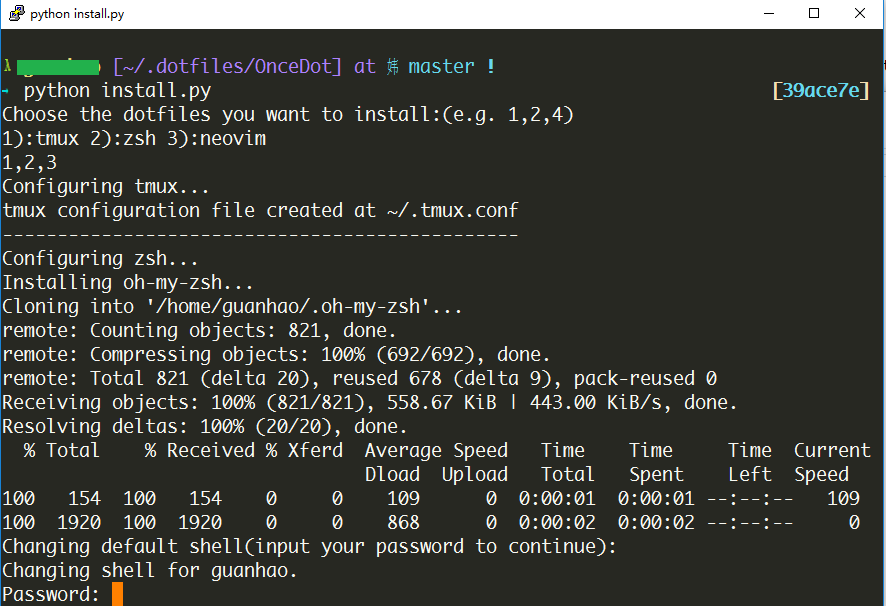 python install.py
[~/.dotfiles/OnceDot] at master !
→ python install.py [39ace7e]
Choose the dotfiles you want to install:(e.g. 1,2,4)
1):tmux 2):zsh 3):neovim
1,2,3
Configuring tmux...
tmux configuration file created at ~/.tmux.conf
-----------------------------------------------
Configuring zsh...
Installing oh-my-zsh...
Cloning into '/home/guanhao/.oh-my-zsh'...
remote: Counting objects: 821, done.
remote: Compressing objects: 100% (692/692), done.
remote: Total 821 (delta 20), reused 678 (delta 9), pack-reused 0
Receiving objects: 100% (821/821), 558.67 KiB | 443.00 KiB/s, done.
Resolving deltas: 100% (20/20), done.
% Total % Received % Xferd Average Speed Time Time Time Current
Dload Upload Total Spent Left Speed
100 154 100 154 0 0 109 0 0:00:01 0:00:01 --:--:-- 109
100 1920 100 1920 0 0 868 0 0:00:02 0:00:02 --:--:-- 0
Changing default shell(input your password to continue):
Changing shell for guanhao.
Password: